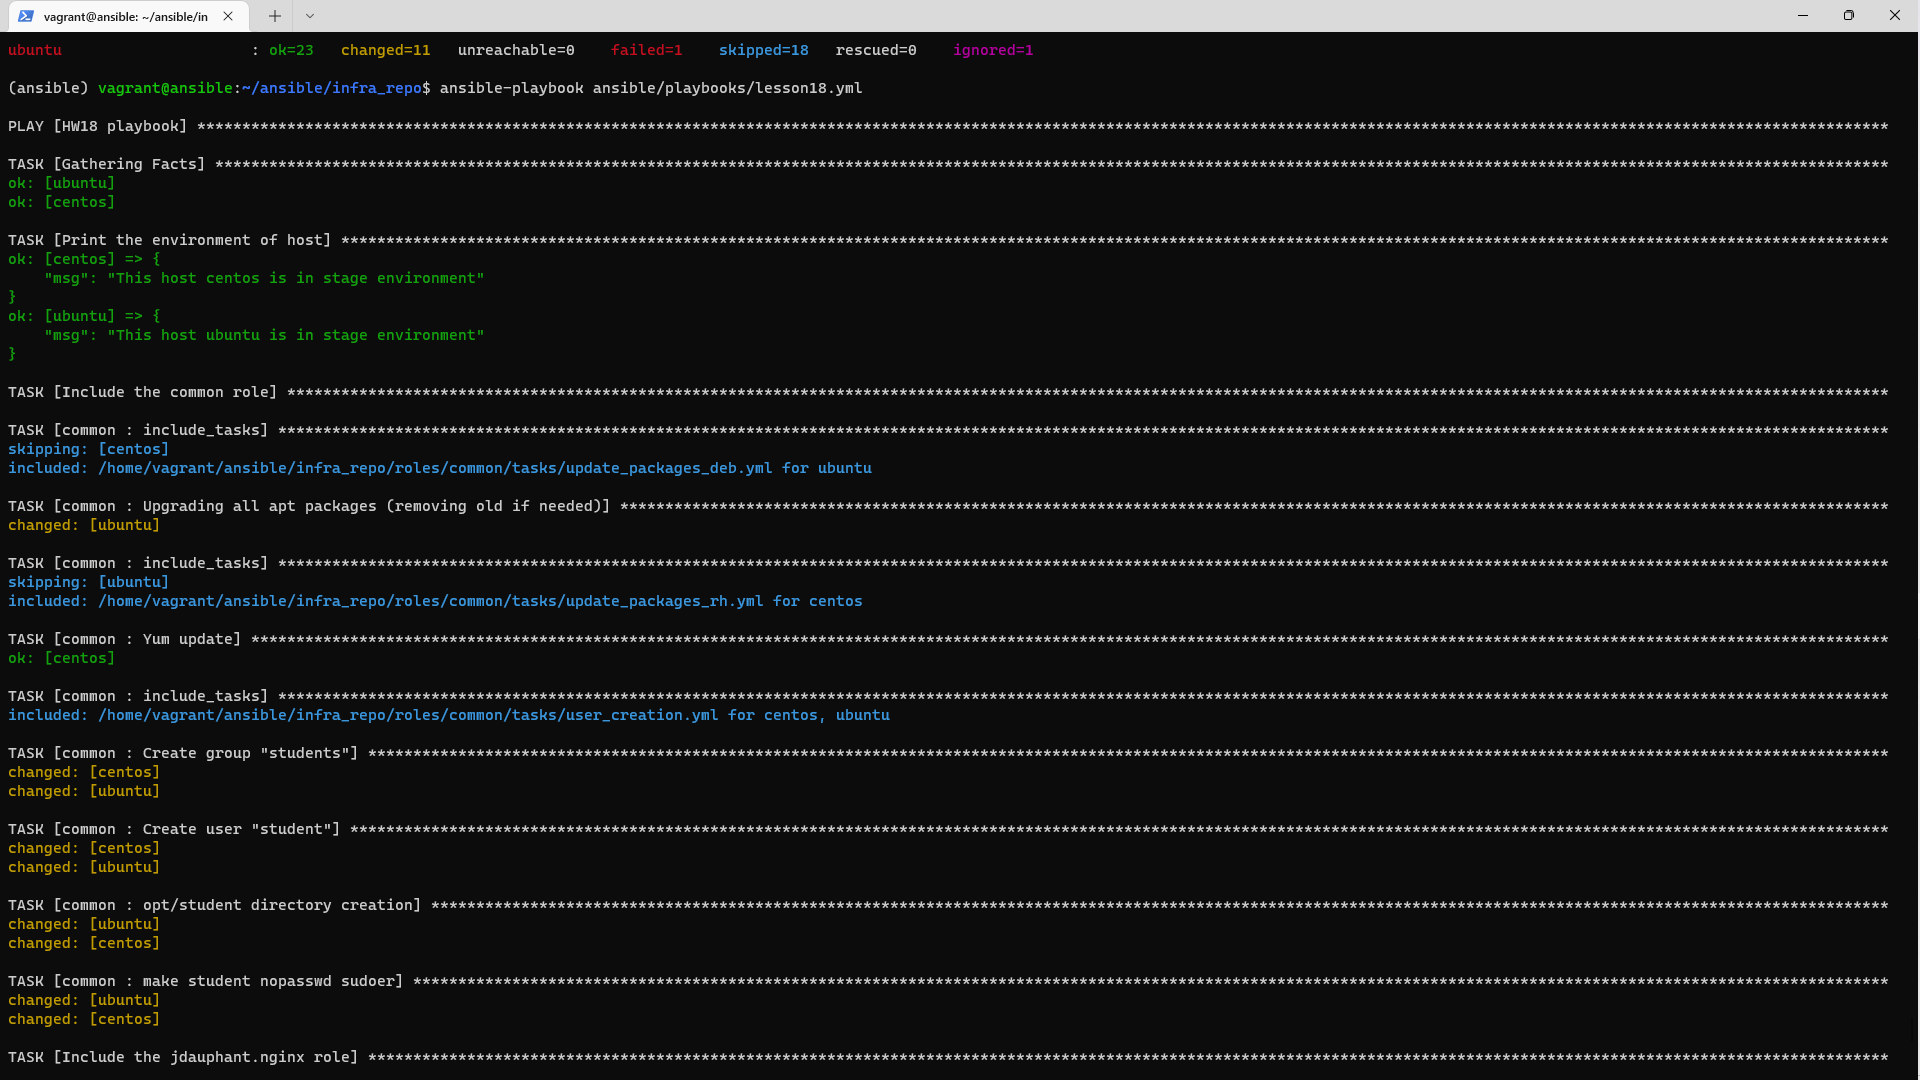 vagrant@ansible: ~/ansible/in
ubuntu                     : ok=23   changed=11   unreachable=0    failed=1    skipped=18   rescued=0    ignored=1
(ansible) vagrant@ansible:~/ansible/infra_repo$ ansible-playbook ansible/playbooks/lesson18.yml
PLAY [HW18 playbook] ********************************************************************************************************************************************************************************************
TASK [Gathering Facts] ******************************************************************************************************************************************************************************************
ok: [ubuntu]
ok: [centos]
TASK [Print the environment of host] ****************************************************************************************************************************************************************************
ok: [centos] => {
    "msg": "This host centos is in stage environment"
}
ok: [ubuntu] => {
    "msg": "This host ubuntu is in stage environment"
}
TASK [Include the common role] **********************************************************************************************************************************************************************************
TASK [common : include_tasks] ***********************************************************************************************************************************************************************************
skipping: [centos]
included: /home/vagrant/ansible/infra_repo/roles/common/tasks/update_packages_deb.yml for ubuntu
TASK [common : Upgrading all apt packages (removing old if needed)] *********************************************************************************************************************************************
changed: [ubuntu]
TASK [common : include_tasks] ***********************************************************************************************************************************************************************************
skipping: [ubuntu]
included: /home/vagrant/ansible/infra_repo/roles/common/tasks/update_packages_rh.yml for centos
TASK [common : Yum update] **************************************************************************************************************************************************************************************
ok: [centos]
TASK [common : include_tasks] ***********************************************************************************************************************************************************************************
included: /home/vagrant/ansible/infra_repo/roles/common/tasks/user_creation.yml for centos, ubuntu
TASK [common : Create group "students"] *************************************************************************************************************************************************************************
changed: [centos]
changed: [ubuntu]
TASK [common : Create user "student"] ***************************************************************************************************************************************************************************
changed: [centos]
changed: [ubuntu]
TASK [common : opt/student directory creation] ******************************************************************************************************************************************************************
changed: [ubuntu]
changed: [centos]
TASK [common : make student nopasswd sudoer] ********************************************************************************************************************************************************************
changed: [ubuntu]
changed: [centos]
TASK [Include the jdauphant.nginx role] *************************************************************************************************************************************************************************